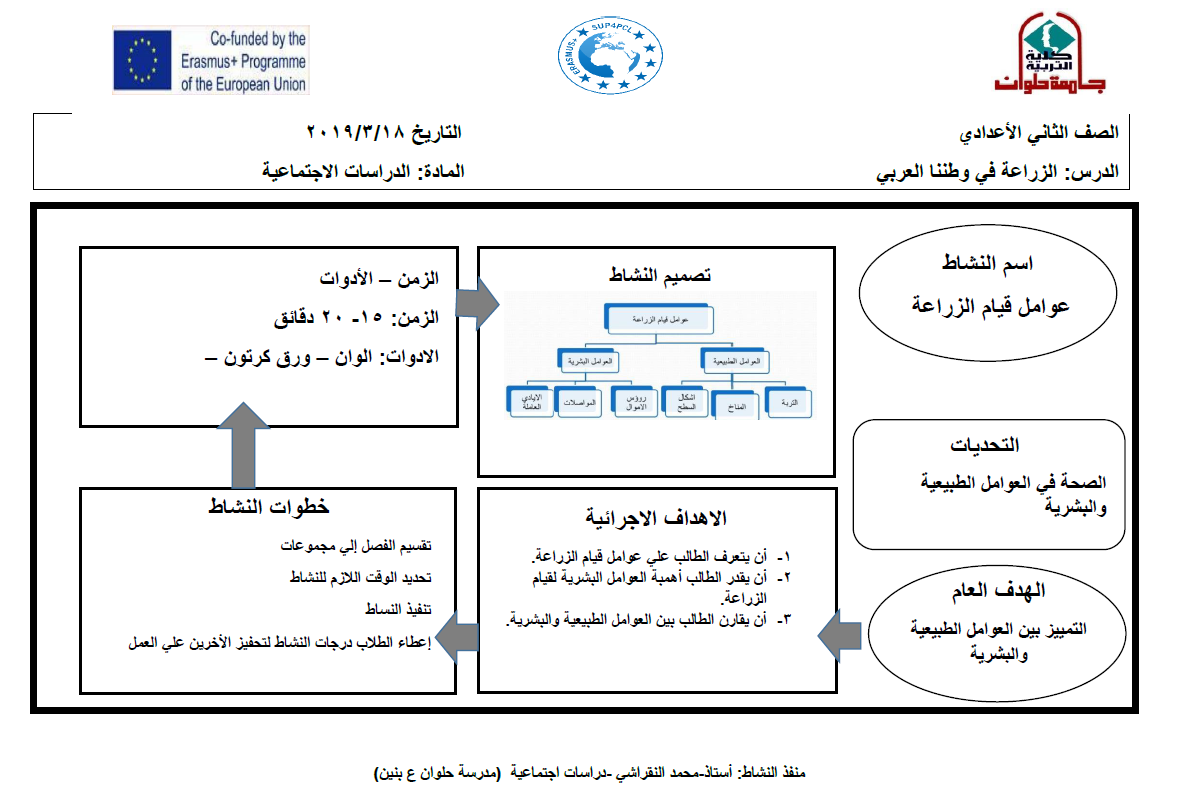 Co-funded by the
Erasmus+ Programme
of the European Union
SUP4PCL
ERASMUS+
كلية
التربية
جامعة حلوان
الصف الثاني الأعدادي
التاريخ ٢٠١٩/٣/١٨
الدرس: الزراعة في وطننا العربي
المادة: الدراسات الاجتماعية
اسم النشاط
عوامل قيام الزراعة
التحديات
الصحة في العوامل الطبيعية
والبشرية
الهدف العام
التمييز بين العوامل الطبيعية
والبشرية
الاهداف الاجرائية
١- أن يتعرف الطالب علي عوامل قيام الزراعة.
٢- أن يقدر الطالب أهمية العوامل البشرية لقيام
الزراعة.
٣- أن يقارن الطالب بين العوامل الطبيعية والبشرية.
خطوات النشاط
تقسيم الفصل إلي مجموعات
تحديد الوقت اللازم للنشاط
تنفيذ النساط
إعطاء الطلاب درجات النشاط لتحفيز الأخرين علي العمل
الزمن – الأدوات
الزمن: ١٥- ٢٠ دقائق
الادوات: الوان – ورق كرتون –
تصميم النشاط
عوامل قيام الزراعة
العوامل الطبيعية
العوامل البشرية
التربة
المناخ
اشكال
السطح
رووس
الاموال
المواصلات
الايادي
العاملة
منفذ النشاط: أستاذ-محمد النقراشي -دراسات اجتماعية (مدرسة حلوان ع بنين)